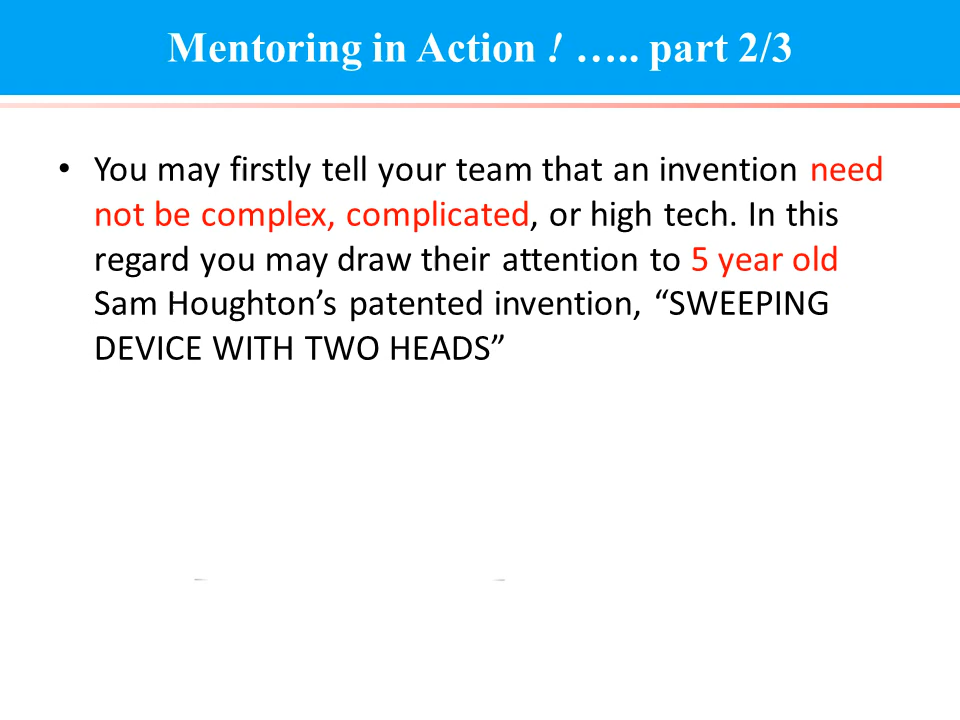 Mentoring in Action ! ..... part 2/3
• You may firstly tell your team that an invention need
not be complex, complicated, or high tech. In this
regard you may draw their attention to 5 year old
Sam Houghton’s patented invention, “SWEEPING
DEVICE WITH TWO HEADS”